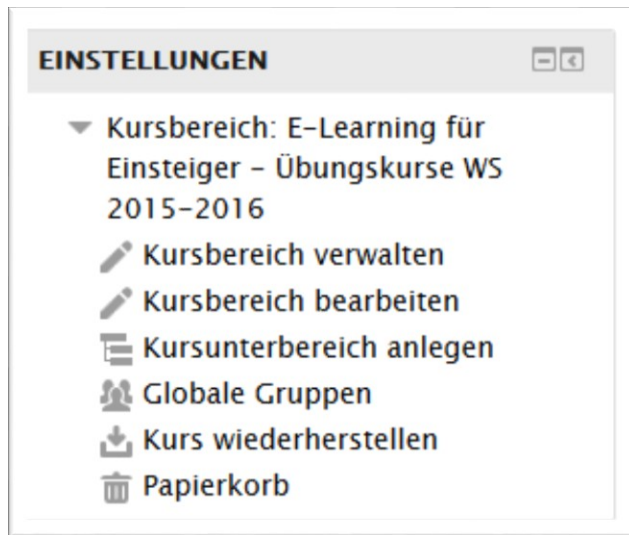 EINSTELLUNGEN
Kursbereich: E-Learning für
Einsteiger - Übungskurse WS
2015-2016
Kursbereich verwalten
Kursbereich bearbeiten
Kursunterbereich anlegen
Globale Gruppen
Kurs wiederherstellen
Papierkorb